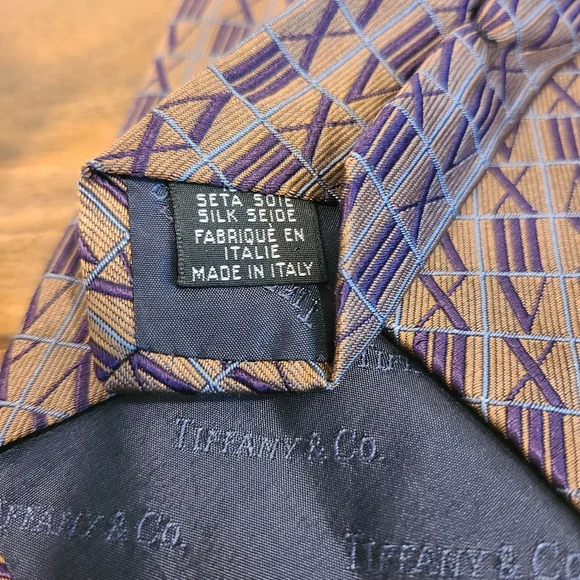 SETA SOIE
SILK SEIDE
FABRIQUÉ EN
ITALIE
MADE IN ITALY
TIFFANY & CO.
TIFFANY & CO.
TIFFANY & CO.